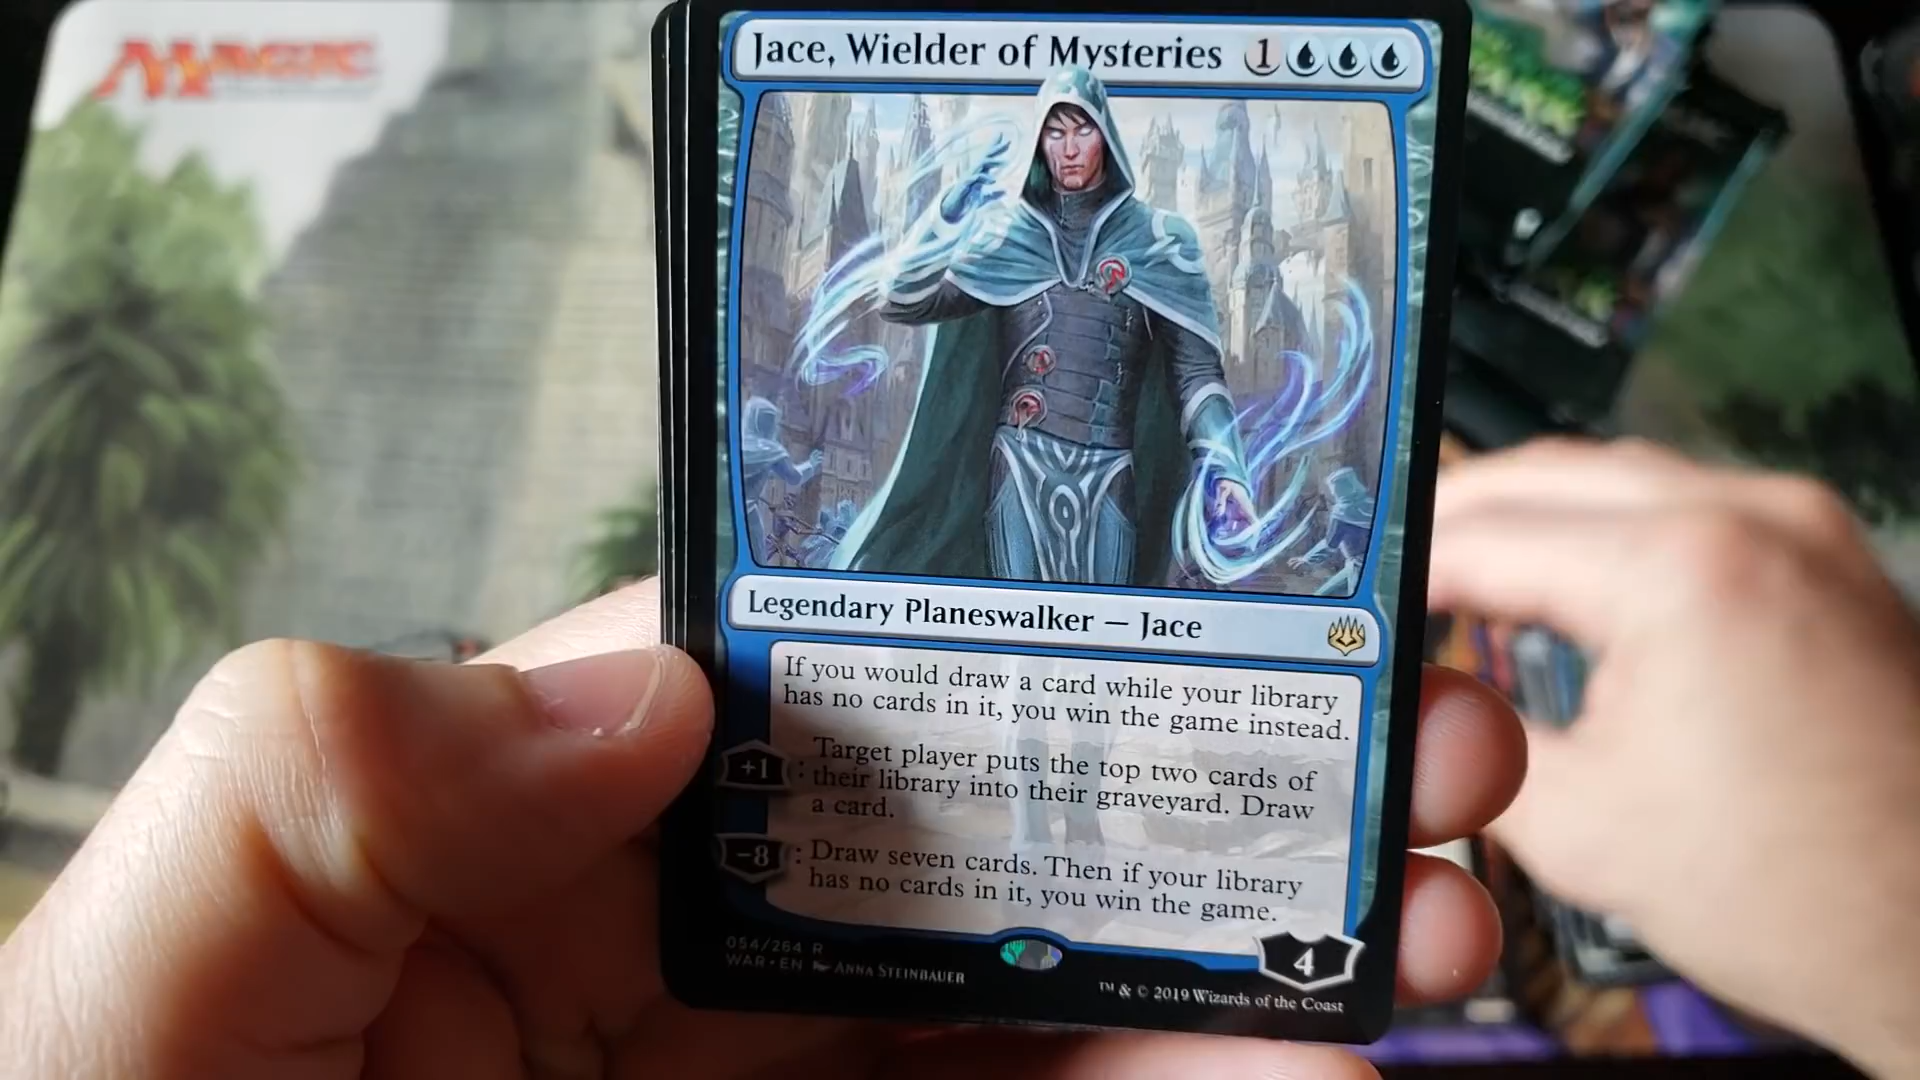 MAGIC
Jace, Wielder of Mysteries 1
Legendary Planeswalker — Jace
If you would draw a card while your library
has no cards in it, you win the game instead.
+1 : Target player puts the top two cards of
their library into their graveyard. Draw
a card.
-8 : Draw seven cards. Then if your library
has no cards in it, you win the game.
4
054/264 R
WAR • EN Anna Steinbauer
™ & © 2019 Wizards of the Coast